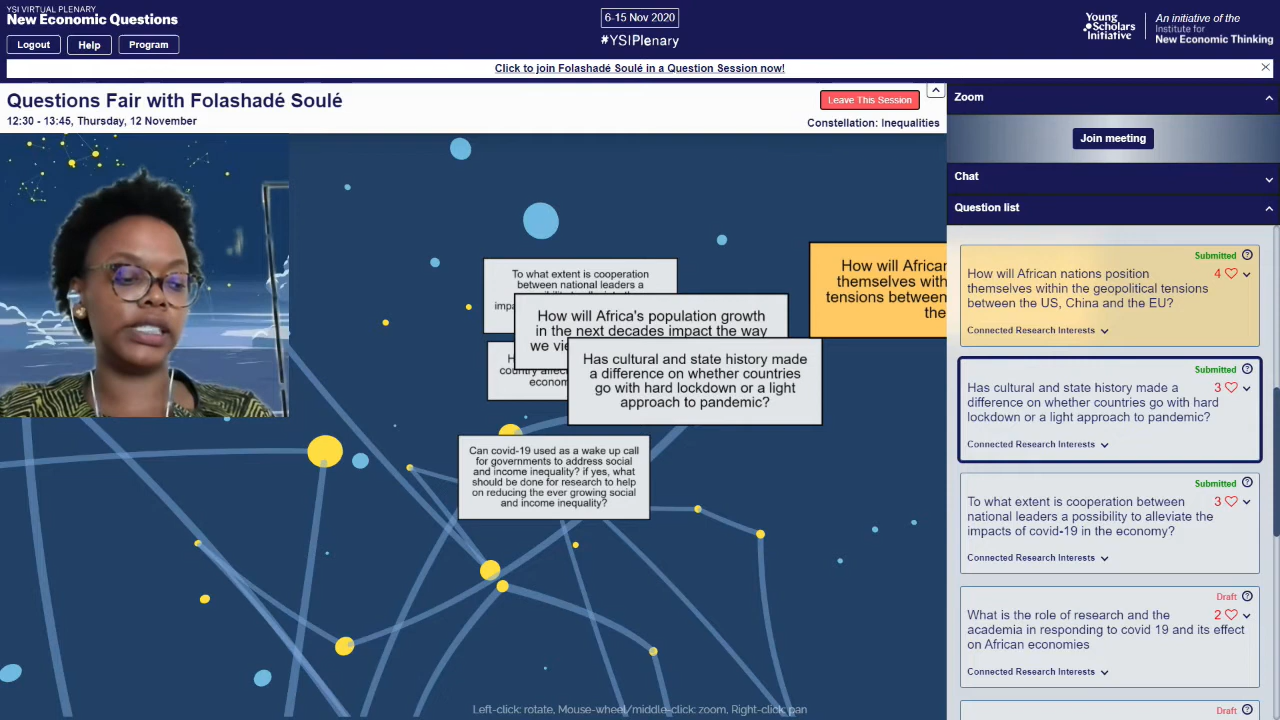 YSI VIRTUAL PLENARY
New Economic Questions
Logout
Help
Program
6-15 Nov 2020
#YSIPlenary
Young
Scholars
Initiative
An initiative of the
Institute for
New Economic Thinking
Click to join Folashadé Soulé in a Question Session now!
Questions Fair with Folashadé Soulé
12:30 - 13:45, Thursday, 12 November
Leave This Session
Constellation: Inequalities
To what extent is cooperation
between national leaders a
How will Africa's population growth
in the next decades impact the way
Has cultural and state history made
a difference on whether countries
go with hard lockdown or a light
approach to pandemic?
Can covid-19 used as a wake up call
for governments to address social
and income inequality? if yes, what
should be done for research to help
on reducing the ever growing social
and income inequality?
How will African
themselves with
tensions between
the
Left-click: rotate, Mouse-wheel/middle-click: zoom, Right-click: pan
Zoom
Join meeting
Chat
Question list
Submitted
How will African nations position
themselves within the geopolitical tensions
between the US, China and the EU?
4
Connected Research Interests
Submitted
Has cultural and state history made a
difference on whether countries go with hard
lockdown or a light approach to pandemic?
3
Connected Research Interests
Submitted
To what extent is cooperation between
national leaders a possibility to alleviate the
impacts of covid-19 in the economy?
3
Connected Research Interests
Draft
What is the role of research and the
academia in responding to covid 19 and its effect
on African economies
2
Connected Research Interests
Draft